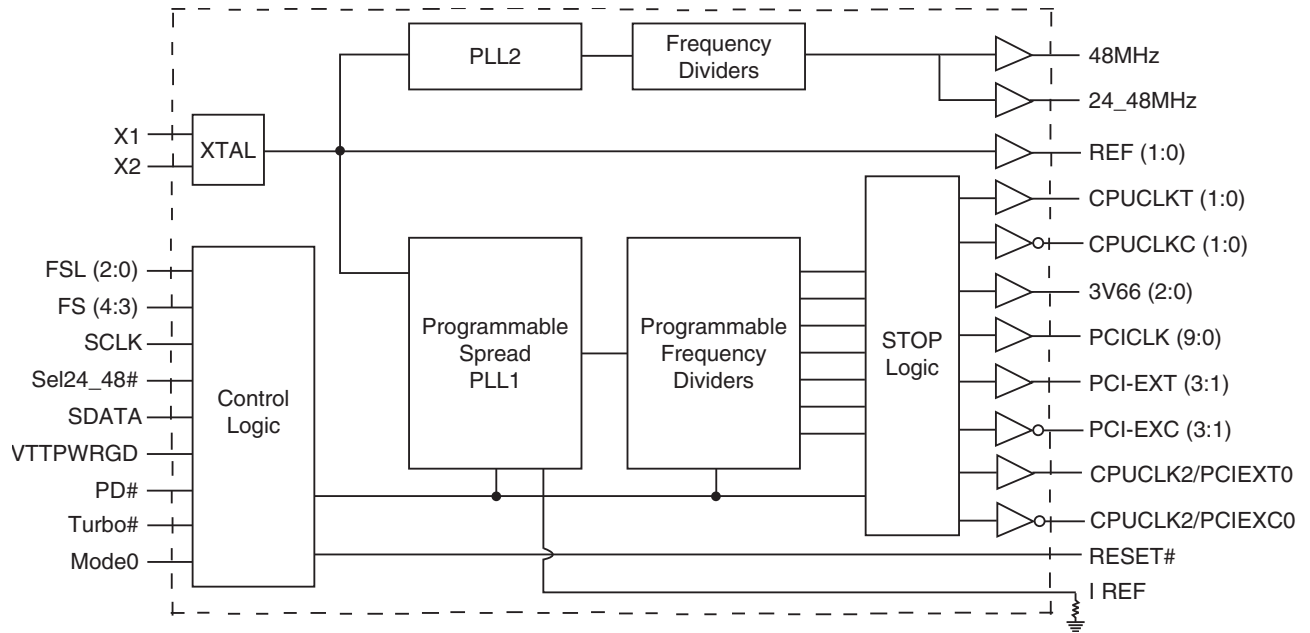 PLL2
Frequency
Dividers
48MHz
24_48MHz
X1
X2
XTAL
REF (1:0)
CPUCLKT (1:0)
CPUCLKC (1:0)
3V66 (2:0)
PCICLK (9:0)
PCI-EXT (3:1)
PCI-EXC (3:1)
CPUCLK2/PCIEXT0
CPUCLK2/PCIEXC0
RESET#
I REF
FSL (2:0)
FS (4:3)
SCLK
Sel24_48#
SDATA
VTTPWRGD
PD#
Turbo#
Mode0
Control
Logic
Programmable
Spread
PLL1
Programmable
Frequency
Dividers
STOP
Logic